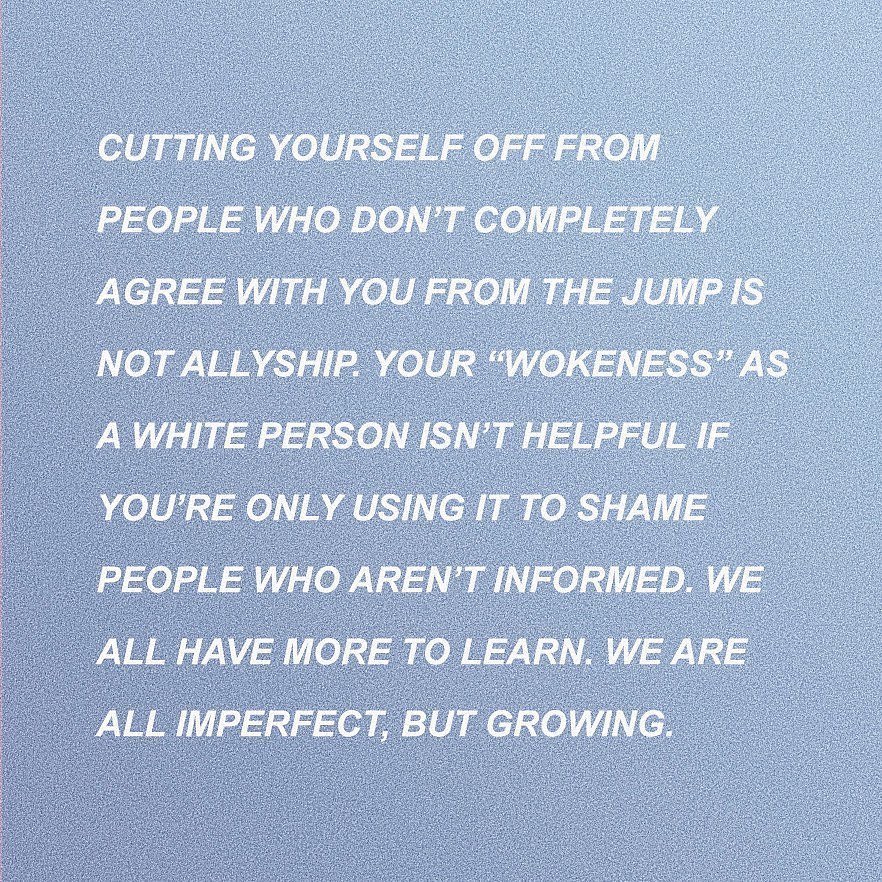 CUTTING YOURSELF OFF FROM
PEOPLE WHO DON’T COMPLETELY
AGREE WITH YOU FROM THE JUMP IS
NOT ALLYSHIP. YOUR “WOKENESS” AS
A WHITE PERSON ISN’T HELPFUL IF
YOU’RE ONLY USING IT TO SHAME
PEOPLE WHO AREN’T INFORMED. WE
ALL HAVE MORE TO LEARN. WE ARE
ALL IMPERFECT, BUT GROWING.